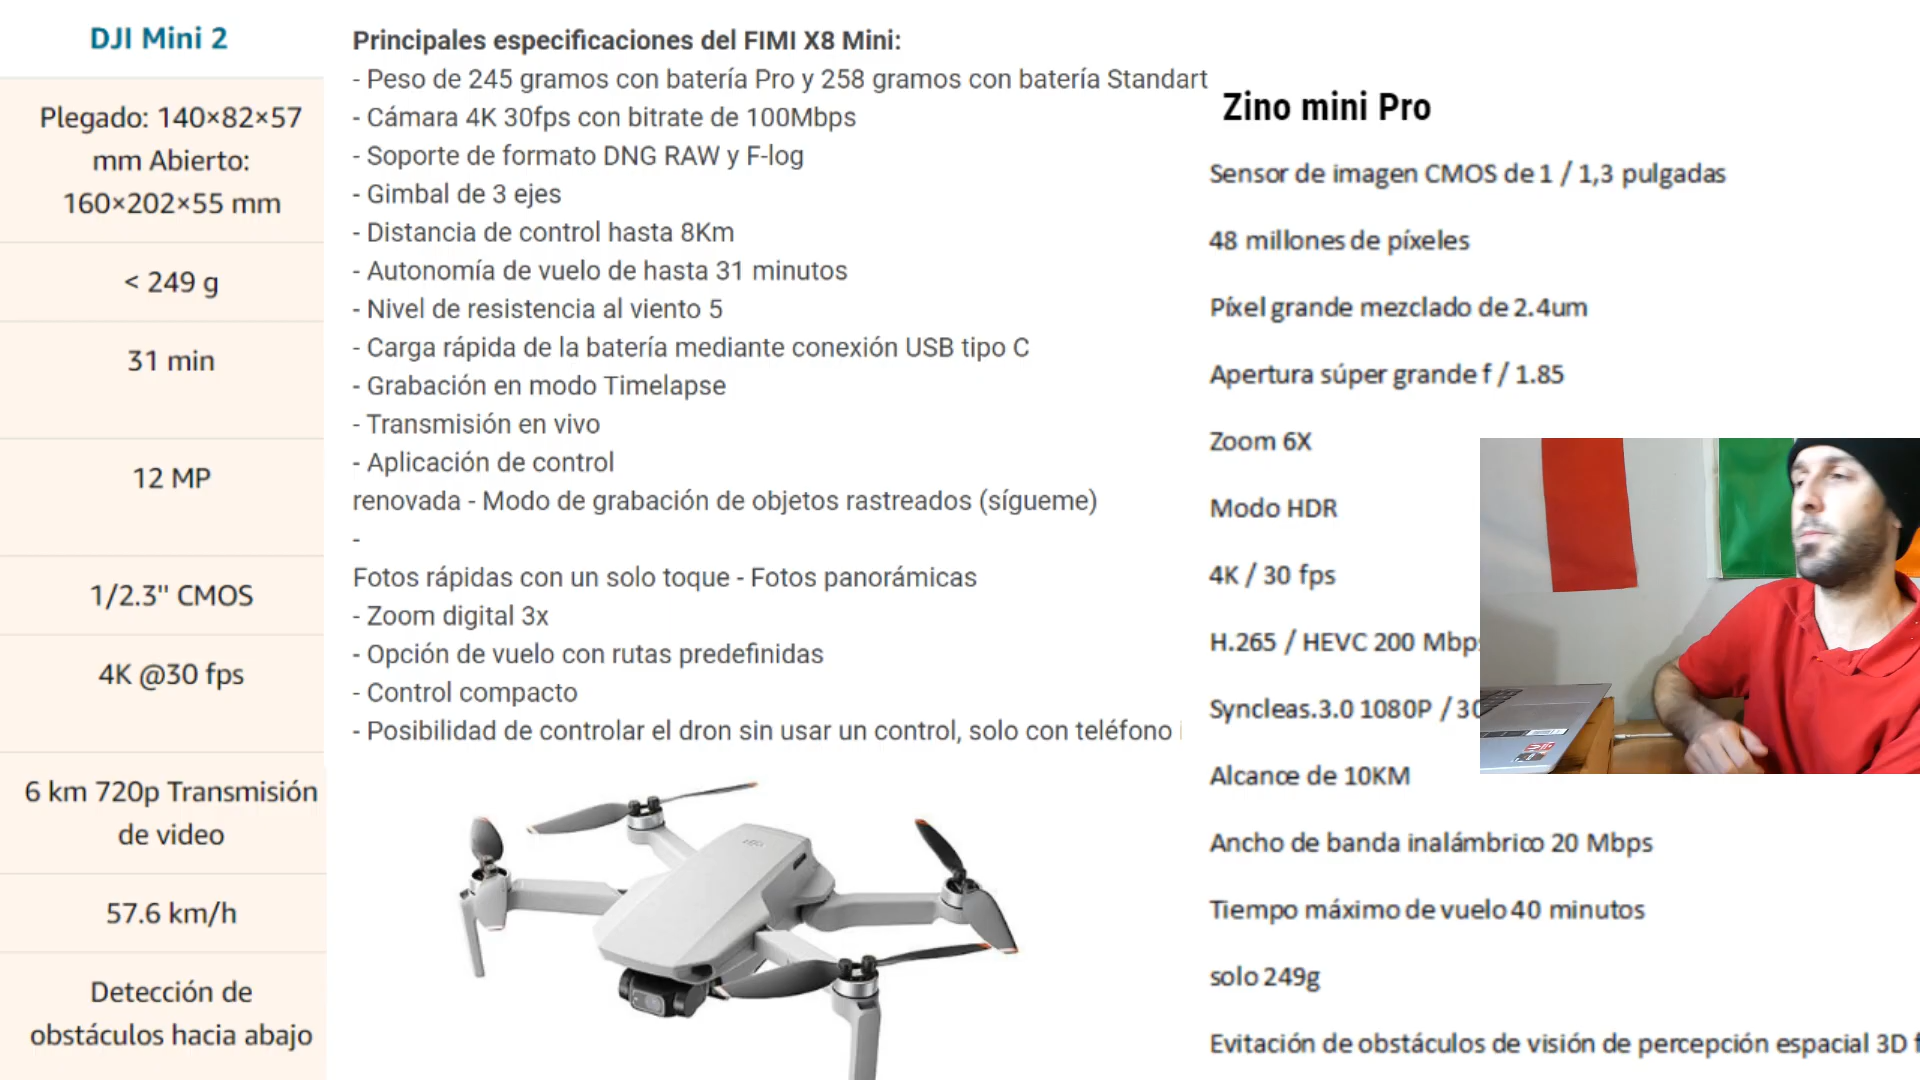 DJI Mini 2
Plegado: 140×82×57
mm Abierto:
160×202×55 mm
< 249 g
31 min
12 MP
1/2.3" CMOS
4K @30 fps
6 km 720p Transmisión
de video
57.6 km/h
Detección de
obstáculos hacia abajo
Principales especificaciones del FIMI X8 Mini:
- Peso de 245 gramos con batería Pro y 258 gramos con batería Standart
- Cámara 4K 30fps con bitrate de 100Mbps
- Soporte de formato DNG RAW y F-log
- Gimbal de 3 ejes
- Distancia de control hasta 8Km
- Autonomía de vuelo de hasta 31 minutos
- Nivel de resistencia al viento 5
- Carga rápida de la batería mediante conexión USB tipo C
- Grabación en modo Timelapse
- Transmisión en vivo
- Aplicación de control
renovada - Modo de grabación de objetos rastreados (sígueme)
-
Fotos rápidas con un solo toque - Fotos panorámicas
- Zoom digital 3x
- Opción de vuelo con rutas predefinidas
- Control compacto
- Posibilidad de controlar el dron sin usar un control, solo con teléfono
Zino mini Pro
Sensor de imagen CMOS de 1 / 1,3 pulgadas
48 millones de píxeles
Píxel grande mezclado de 2.4um
Apertura súper grande f / 1.85
Zoom 6X
Modo HDR
4K / 30 fps
H.265 / HEVC 200 Mbps
Syncleas.3.0 1080P / 30
Alcance de 10KM
Ancho de banda inalámbrico 20 Mbps
Tiempo máximo de vuelo 40 minutos
solo 249g
Evitación de obstáculos de visión de percepción espacial 3D